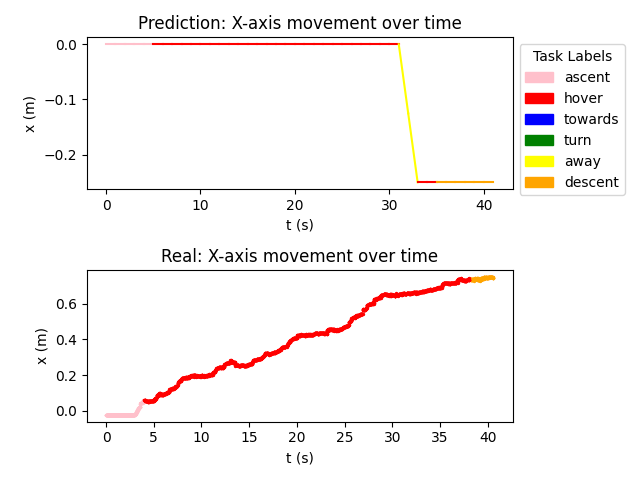 Prediction: X-axis movement over time
0.0
−0.1
−0.2
x (m)
0
10
20
30
40
t (s)
Task Labels
ascent
hover
towards
turn
away
descent
Real: X-axis movement over time
0.6
0.4
0.2
0.0
x (m)
0
5
10
15
20
25
30
35
40
t (s)